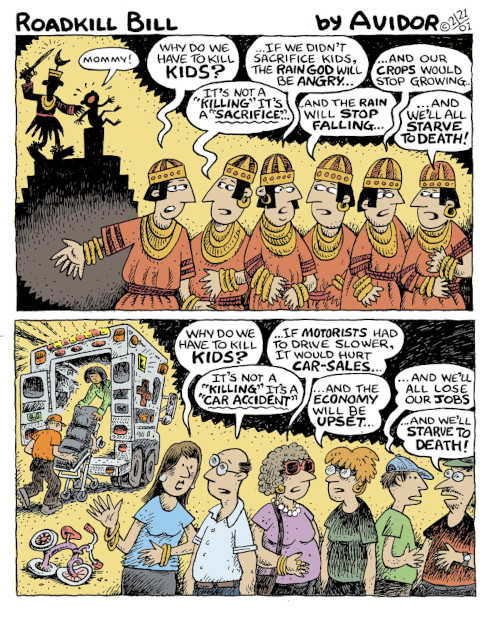 ROADKILL BILL
by AVIDOR ©2/21
01
MOMMY!
WHY DO WE
HAVE TO KILL
KIDS?
IT'S NOT A
"KILLING" IT'S
A "SACRIFICE"...
...IF WE DIDN'T
SACRIFICE KIDS,
THE RAIN GOD WILL
BE ANGRY...
...AND THE RAIN
WILL STOP
FALLING...
...AND OUR
CROPS WOULD
STOP GROWING...
...AND
WE'LL ALL
STARVE
TO DEATH!
WHY DO WE
HAVE TO KILL
KIDS?
IT'S NOT A
"KILLING" IT'S A
"CAR ACCIDENT"
...IF MOTORISTS HAD
TO DRIVE SLOWER,
IT WOULD HURT
CAR-SALES...
...AND THE
ECONOMY
WILL BE
UPSET...
...AND WE'LL
ALL LOSE
OUR JOBS
...AND WE'LL
STARVE TO
DEATH!